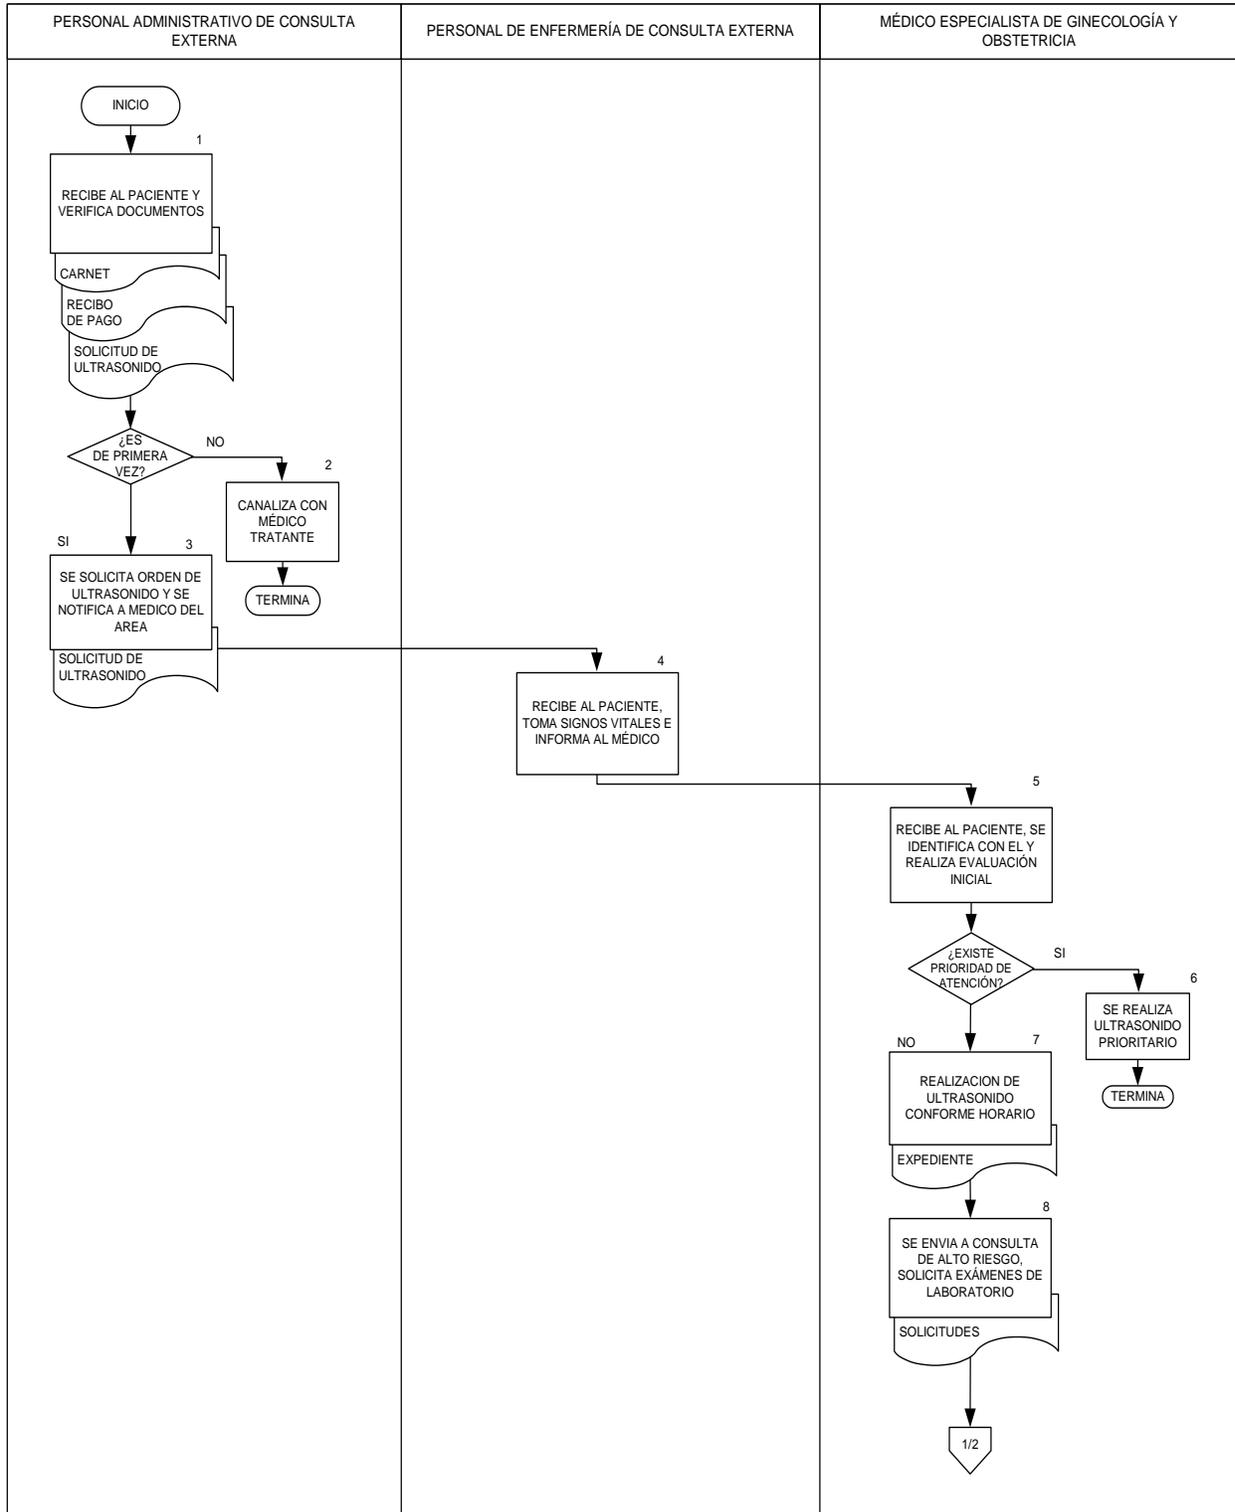 PERSONAL ADMINISTRATIVO DE CONSULTA
EXTERNA
PERSONAL DE ENFERMERÍA DE CONSULTA EXTERNA
MÉDICO ESPECIALISTA DE GINECOLOGÍA Y
OBSTETRICIA
INICIO
1
RECIBE AL PACIENTE Y
VERIFICA DOCUMENTOS
CARNET
RECIBO
DE PAGO
SOLICITUD DE
ULTRASONIDO
¿ES
DE PRIMERA
VEZ?
NO
2
CANALIZA CON
MÉDICO
TRATANTE
TERMINA
SI
3
SE SOLICITA ORDEN DE
ULTRASONIDO Y SE
NOTIFICA A MEDICO DEL
AREA
SOLICITUD DE
ULTRASONIDO
4
RECIBE AL PACIENTE,
TOMA SIGNOS VITALES E
INFORMA AL MÉDICO
5
RECIBE AL PACIENTE, SE
IDENTIFICA CON EL Y
REALIZA EVALUACIÓN
INICIAL
¿EXISTE
PRIORIDAD DE
ATENCIÓN?
SI
6
SE REALIZA
ULTRASONIDO
PRIORITARIO
TERMINA
NO
7
REALIZACION DE
ULTRASONIDO
CONFORME HORARIO
EXPEDIENTE
8
SE ENVIA A CONSULTA
DE ALTO RIESGO,
SOLICITA EXÁMENES DE
LABORATORIO
SOLICITUDES
1/2